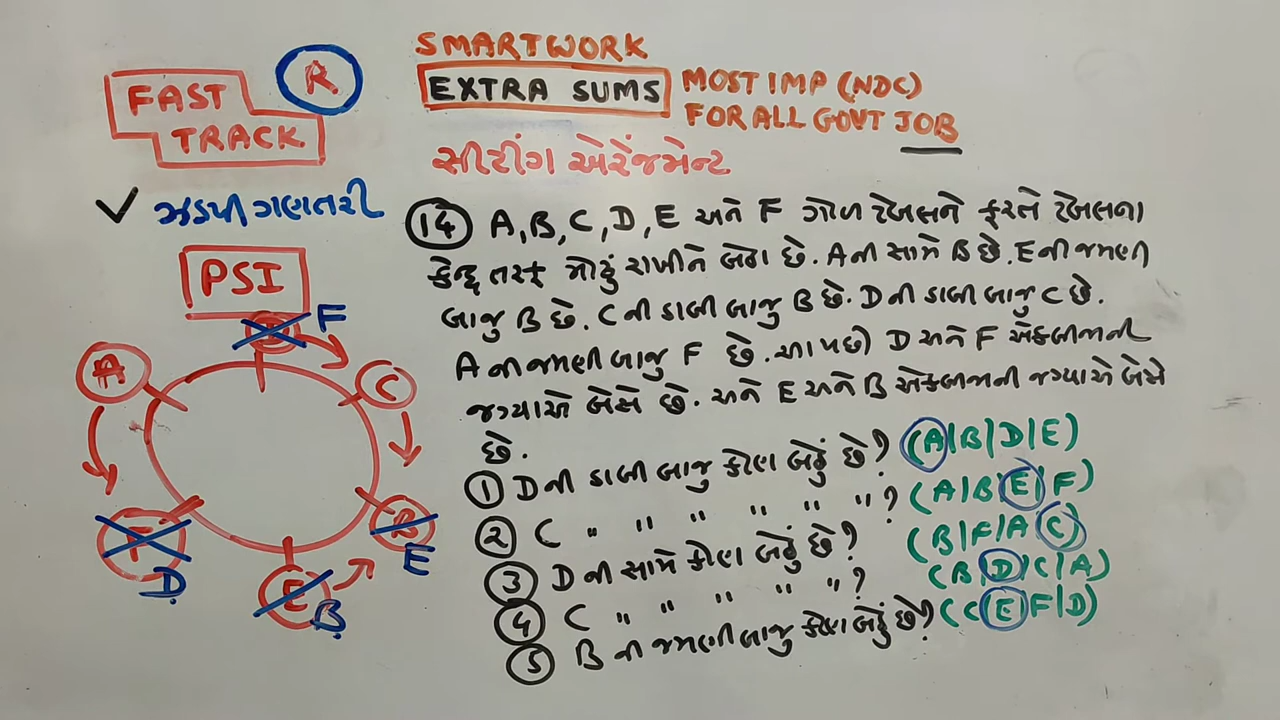 SMARTWORK
EXTRA SUMS
MOST IMP (NDC)
FOR ALL GOVT JOB
FAST
TRACK
R
સીટીંગ એરેંજમેન્ટ
✓ ઝડપી ગણતરી
PSI
(14) A, B, C, D, E અને F ગોળ ટેબલને ફરતે ટેબલના
કેન્દ્ર તરફ મોઢું રાખીને બેઠા છે. A ની સામે B છે. E ની જમણી
બાજુ B છે. C ની ડાબી બાજુ B છે. D ની ડાબી બાજુ C છે.
A ની જમણી બાજુ F છે. આ પછી D અને F એકબીજાની
જગ્યાએ બેસે છે. અને E અને B એકબીજાની જગ્યાએ બેસે
છે.
① D ની ડાબી બાજુ કોણ બેઠું છે? (A|B|D|E)
② C " " " " "? (A|B|E|F)
③ D ની સામે કોણ બેઠું છે? (B|F|A|C)
④ C " " " " "? (B|D|C|A)
⑤ B ની જમણી બાજુ કોણ બેઠું છે? (C|E|F|D)
F
A
C
B
E
F
D
E
B